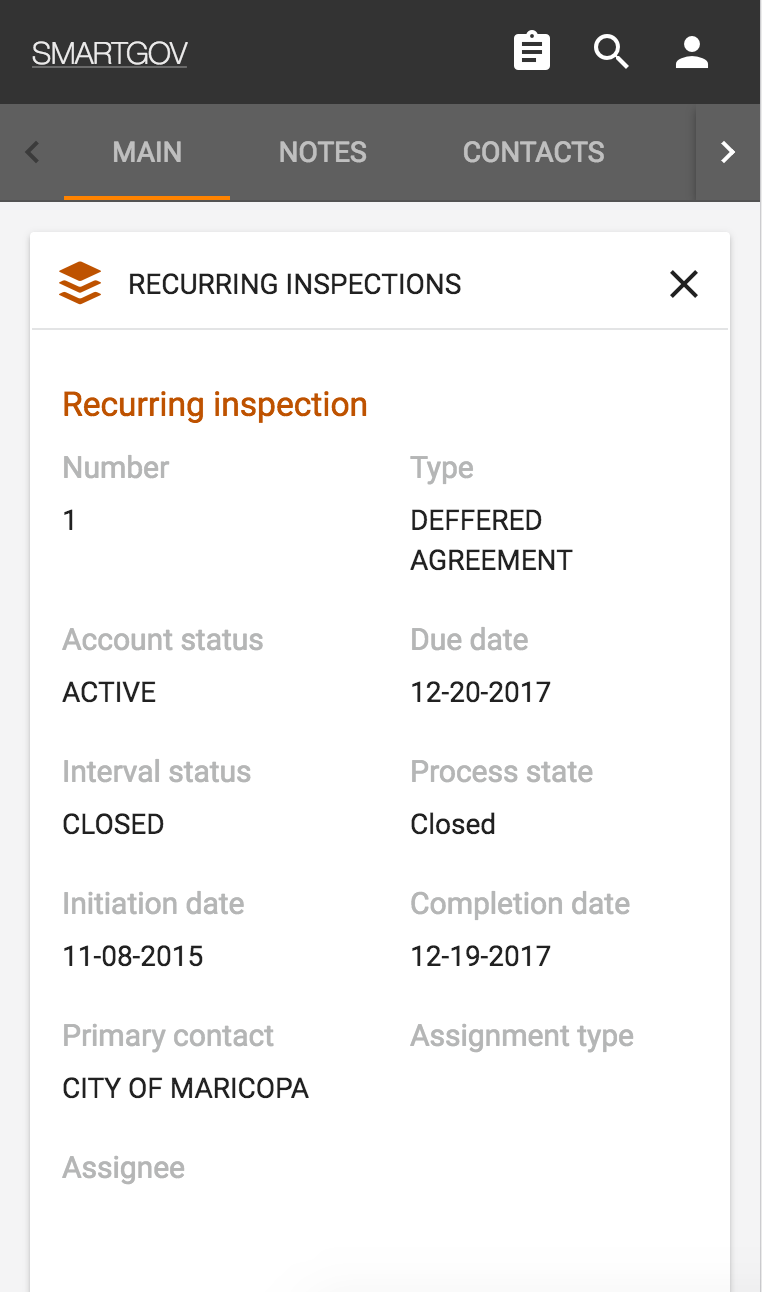 SMARTGOV
MAIN NOTES CONTACTS
RECURRING INSPECTIONS
Recurring inspection
Number Type
1 DEFFERED
AGREEMENT
Account status Due date
ACTIVE 12-20-2017
Interval status Process state
CLOSED Closed
Initiation date Completion date
11-08-2015 12-19-2017
Primary contact Assignment type
CITY OF MARICOPA
Assignee